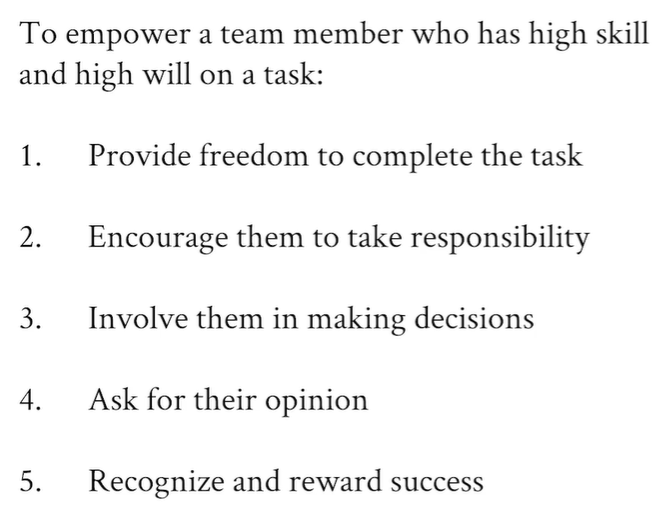 To empower a team member who has high skill
and high will on a task:
1. Provide freedom to complete the task
2. Encourage them to take responsibility
3. Involve them in making decisions
4. Ask for their opinion
5. Recognize and reward success